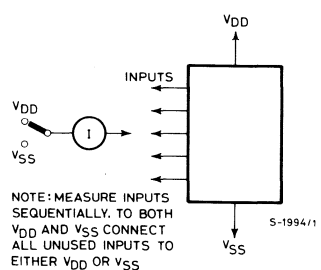 VDD
INPUTS
VDD
I
VSS
NOTE: MEASURE INPUTS
SEQUENTIALLY. TO BOTH
VDD AND VSS CONNECT
ALL UNUSED INPUTS TO
EITHER VDD OR VSS
S-1994/1
VSS